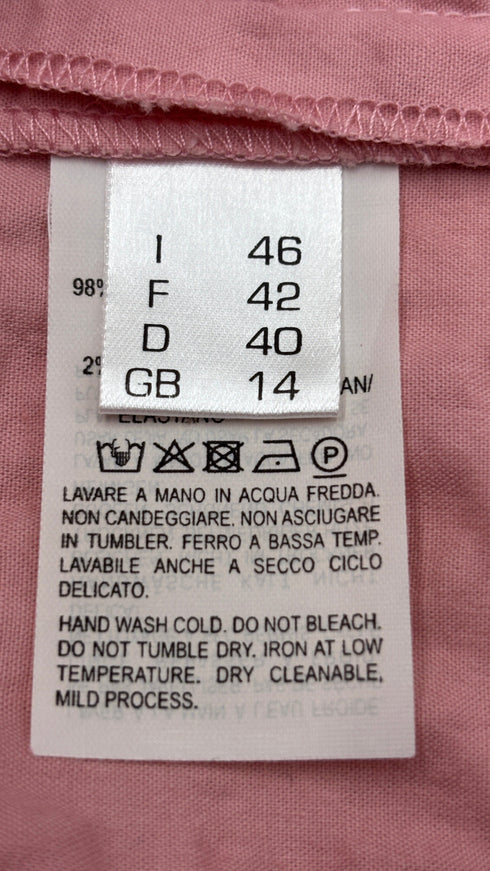 I 46
F 42
D 40
GB 14
98%
2%
AN/
ELASTANO
P
LAVARE A MANO IN ACQUA FREDDA.
NON CANDEGGIARE. NON ASCIUGARE
IN TUMBLER. FERRO A BASSA TEMP.
LAVABILE ANCHE A SECCO CICLO
DELICATO.
HAND WASH COLD. DO NOT BLEACH.
DO NOT TUMBLE DRY. IRON AT LOW
TEMPERATURE. DRY CLEANABLE,
MILD PROCESS.